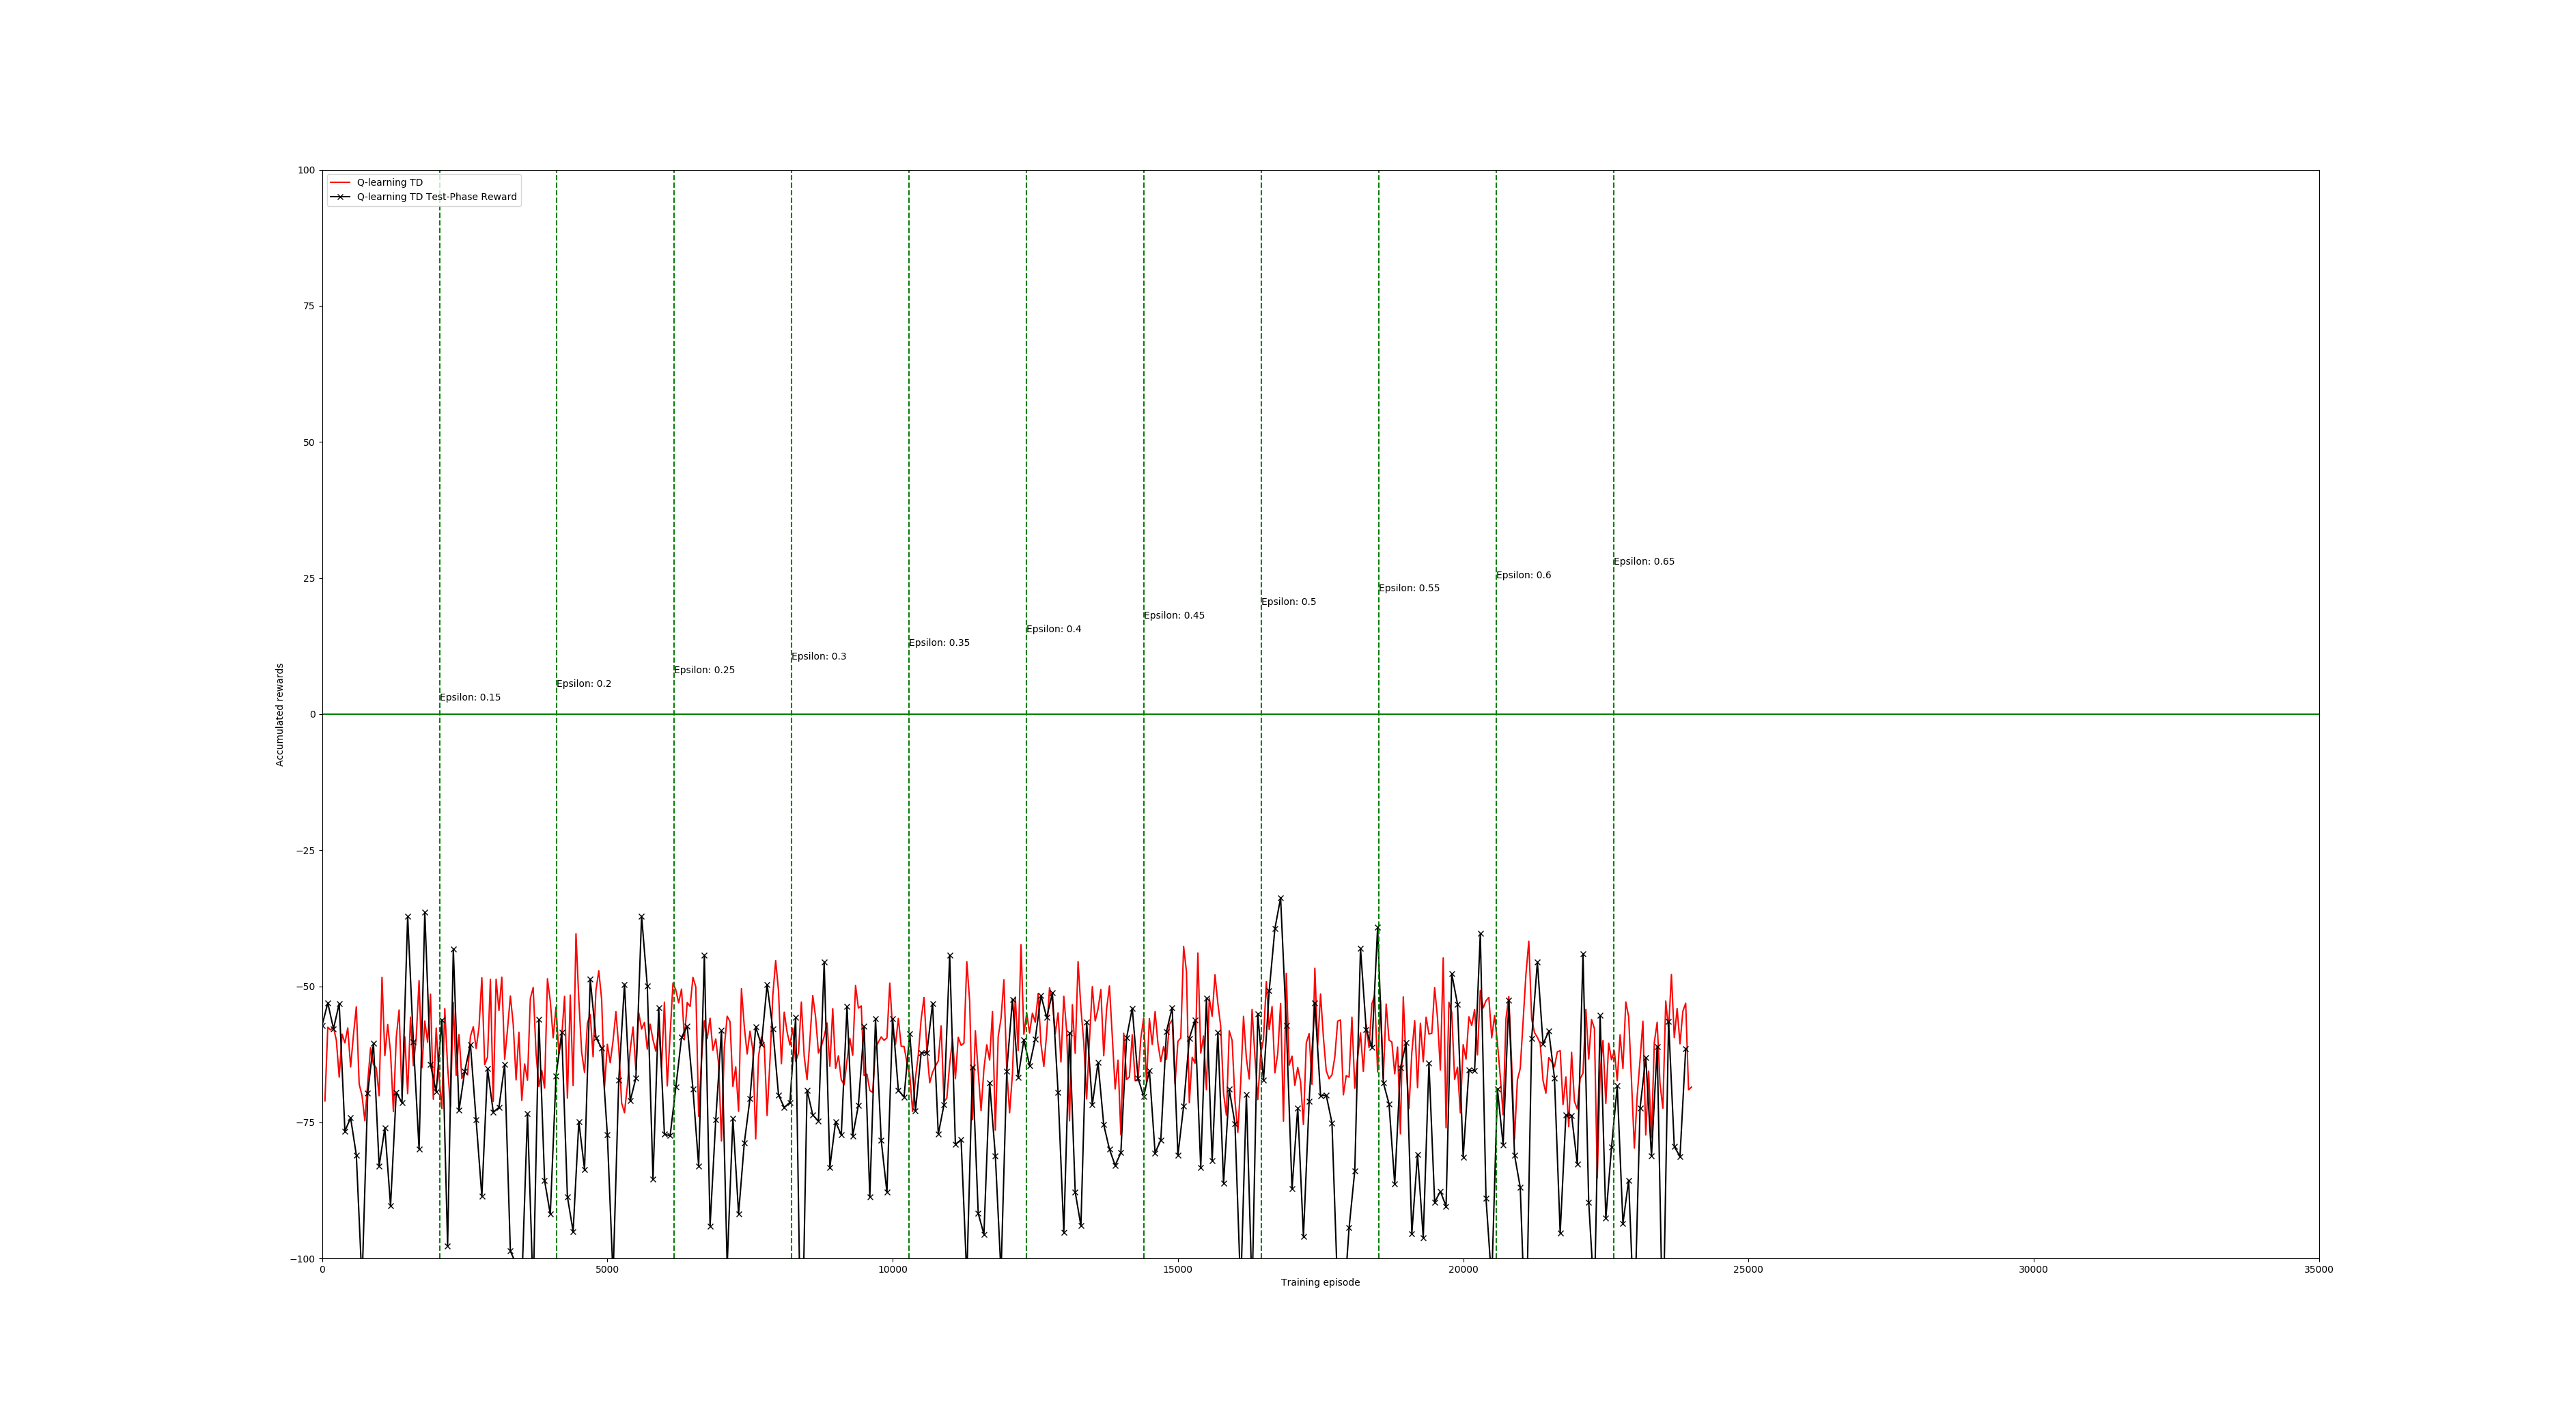 Q-learning TD
Q-learning TD Test-Phase Reward
100
75
50
25
0
−25
−50
−75
−100
Accumulated rewards
Epsilon: 0.15
Epsilon: 0.2
Epsilon: 0.25
Epsilon: 0.3
Epsilon: 0.35
Epsilon: 0.4
Epsilon: 0.45
Epsilon: 0.5
Epsilon: 0.55
Epsilon: 0.6
Epsilon: 0.65
0
5000
10000
15000
20000
25000
30000
35000
Training episode